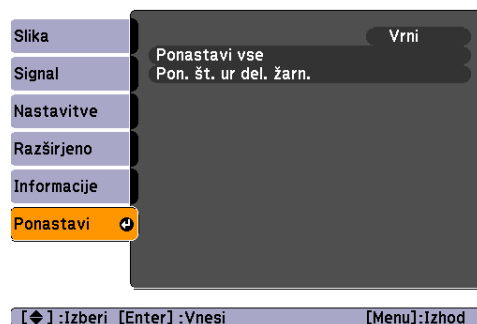 Slika
Signal
Nastavitve
Razširjeno
Informacije
Ponastavi
Vrni
Ponastavi vse
Pon. št. ur del. žarn.
[◆] :Izberi [Enter] :Vnesi [Menu]:Izhod